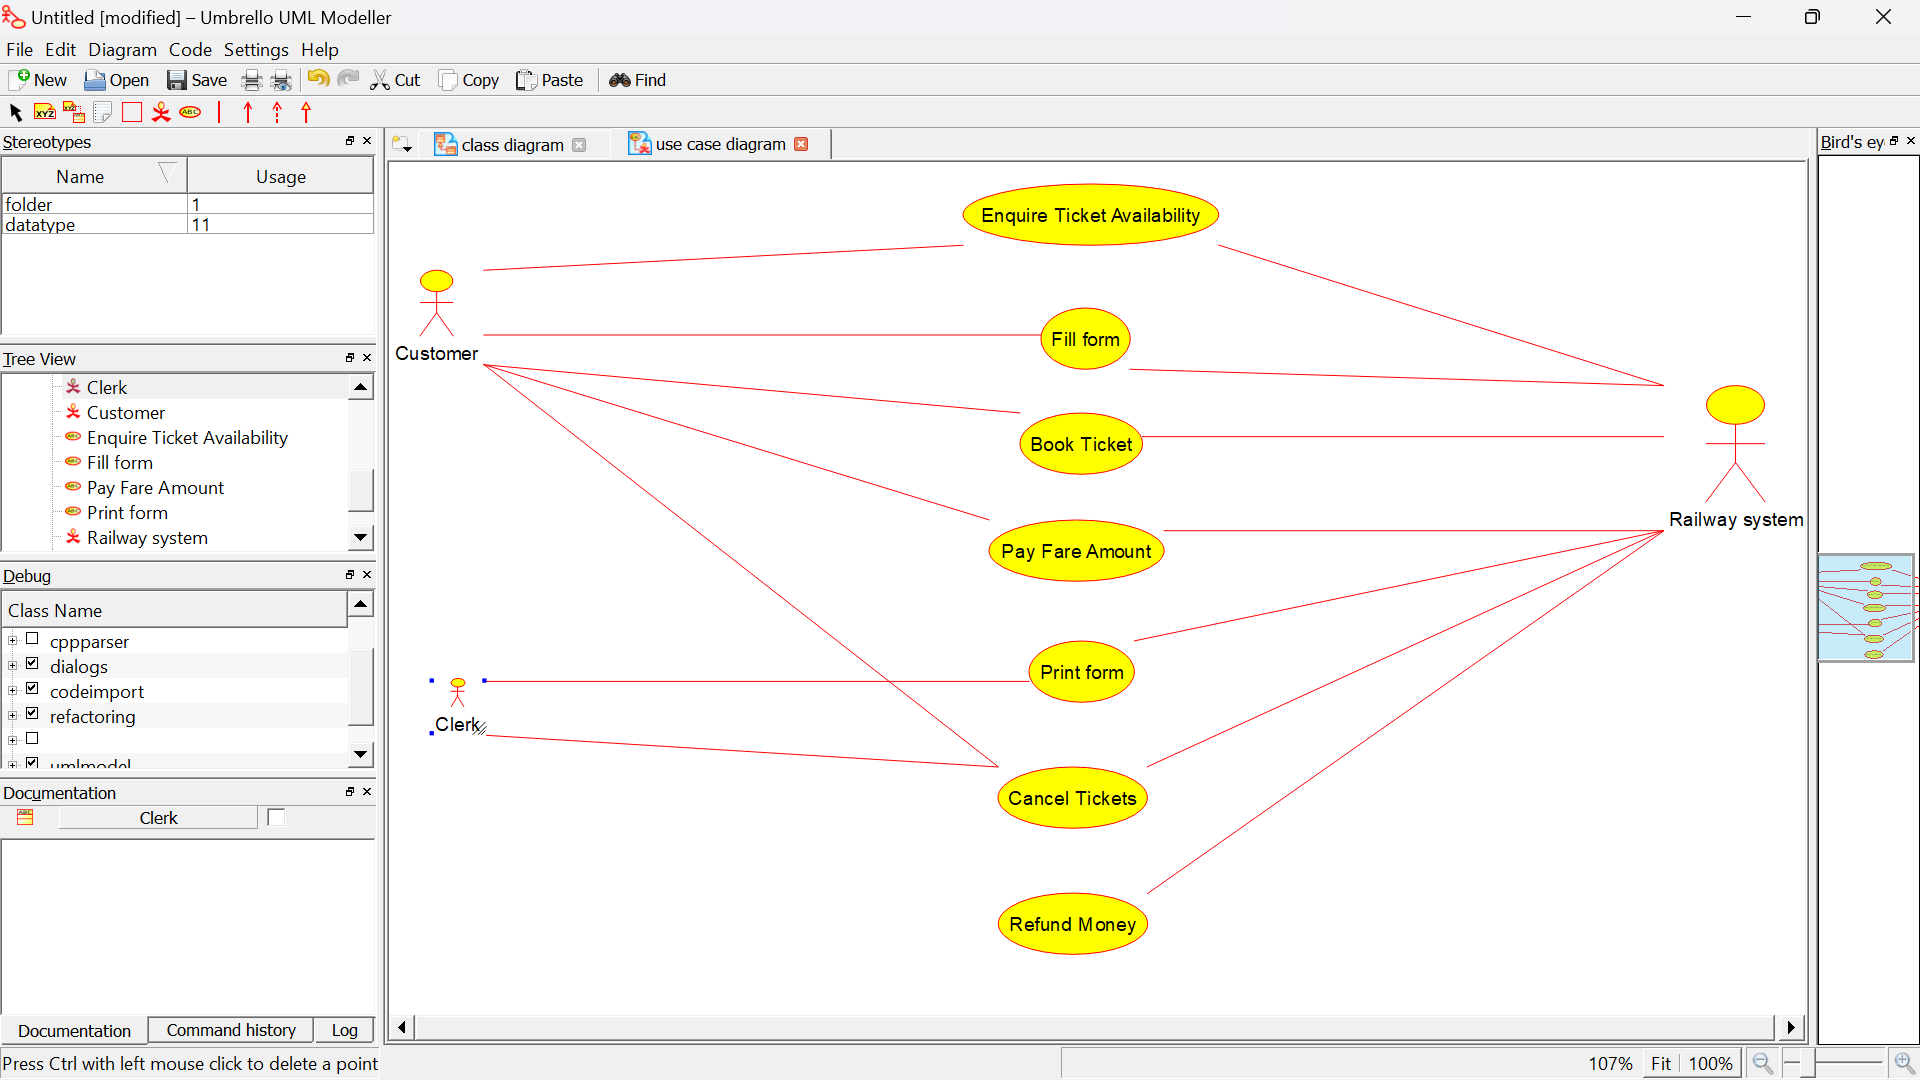 Untitled [modified] – Umbrello UML Modeller
File Edit Diagram Code Settings Help
New Open Save Cut Copy Paste Find
XYZ XYZ ABC
Stereotypes
Name Usage
folder 1
datatype 11
Tree View
Clerk
Customer
Enquire Ticket Availability
Fill form
Pay Fare Amount
Print form
Railway system
Debug
Class Name
cppparser
dialogs
codeimport
refactoring
umlmodel
Documentation
Clerk
Documentation Command history Log
Press Ctrl with left mouse click to delete a point
class diagram use case diagram
Enquire Ticket Availability
Fill form
Customer
Book Ticket
Railway system
Pay Fare Amount
Print form
Clerk
Cancel Tickets
Refund Money
Bird's ey
107% Fit 100%